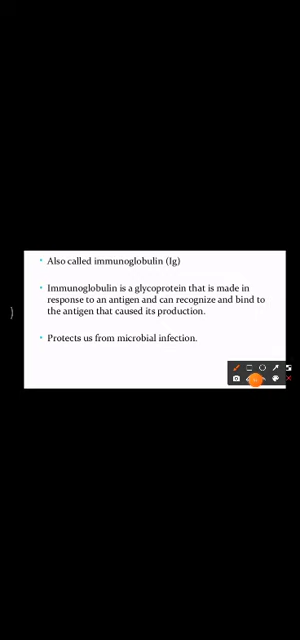 • Also called immunoglobulin (Ig)
• Immunoglobulin is a glycoprotein that is made in
response to an antigen and can recognize and bind to
the antigen that caused its production.
• Protects us from microbial infection.